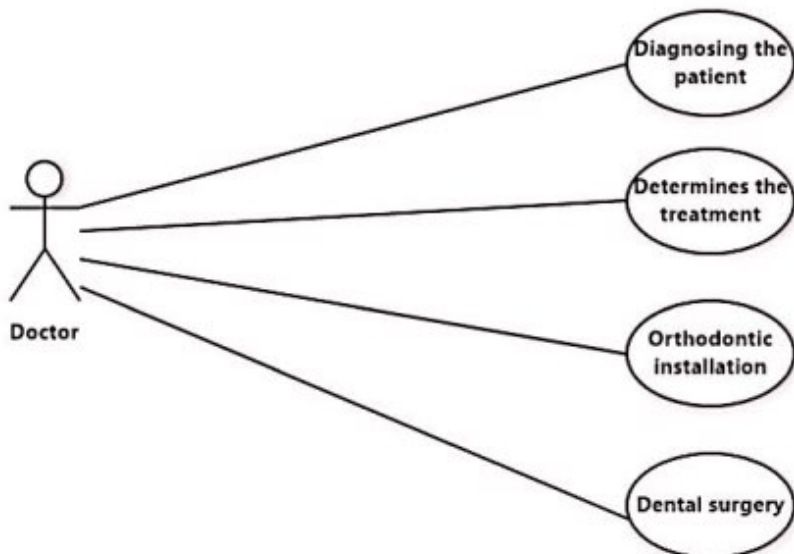 Diagnosing the
patient
Determines the
treatment
Doctor
Orthodontic
installation
Dental surgery